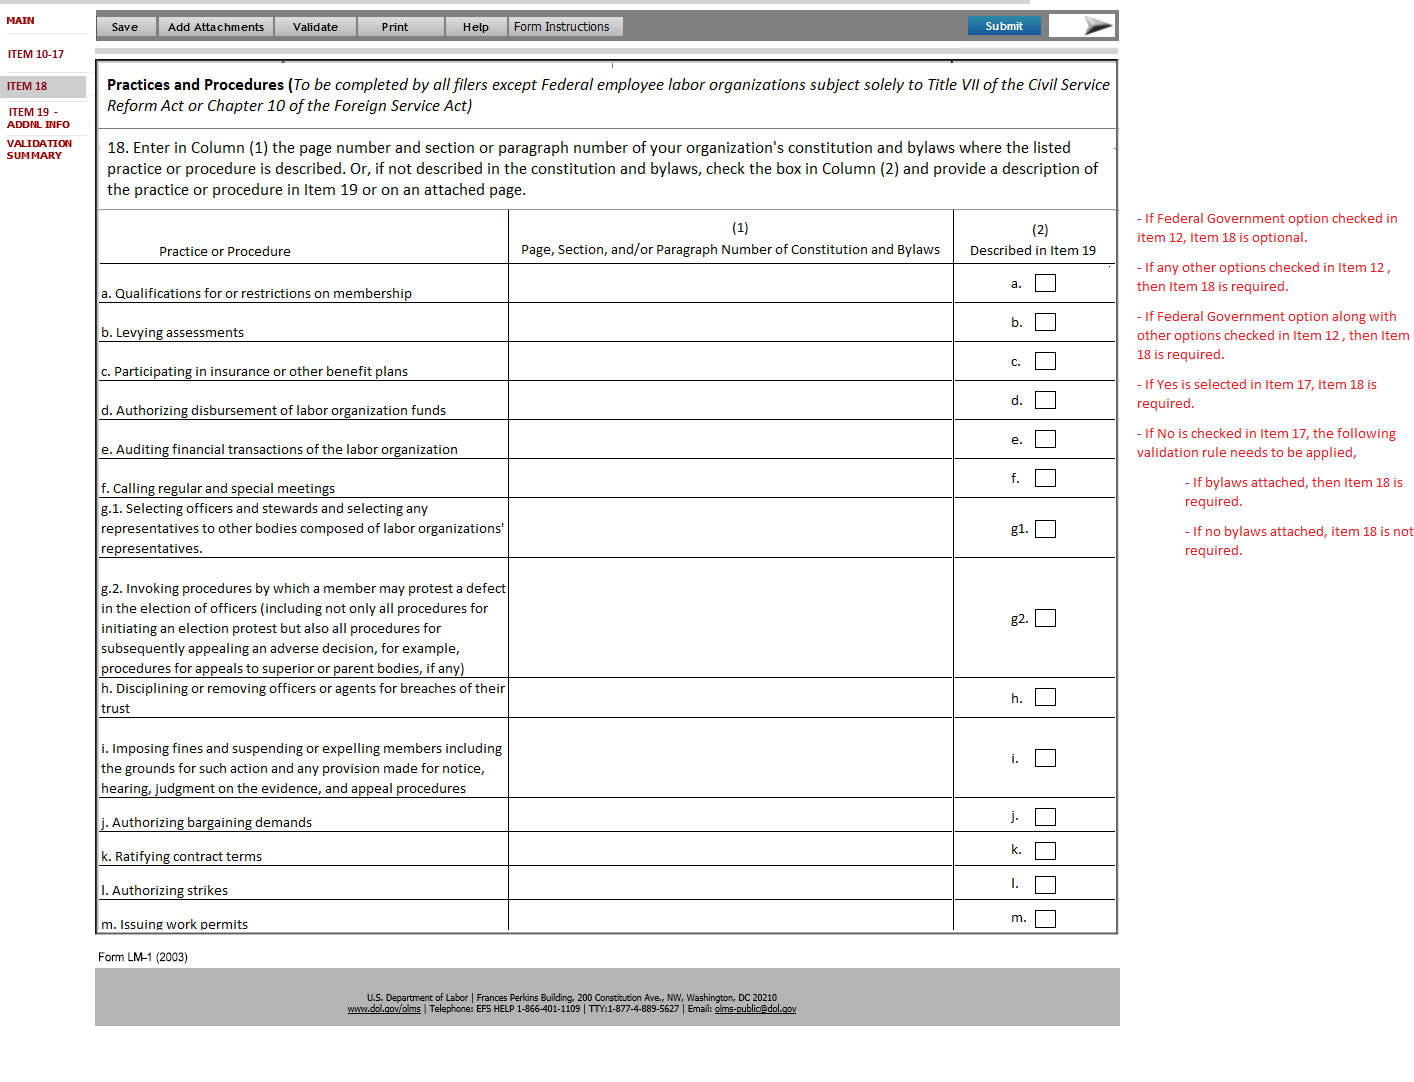 MAIN
ITEM 10-17
ITEM 18
ITEM 19 -
ADDNL INFO
VALIDATION
SUMMARY
Save Add Attachments Validate Print Help Form Instructions Submit
Practices and Procedures (To be completed by all filers except Federal employee labor organizations subject solely to Title VII of the Civil Service
Reform Act or Chapter 10 of the Foreign Service Act)
18. Enter in Column (1) the page number and section or paragraph number of your organization's constitution and bylaws where the listed
practice or procedure is described. Or, if not described in the constitution and bylaws, check the box in Column (2) and provide a description of
the practice or procedure in Item 19 or on an attached page.
Practice or Procedure
(1)
Page, Section, and/or Paragraph Number of Constitution and Bylaws
(2)
Described in Item 19
a. Qualifications for or restrictions on membership a.
b. Levying assessments b.
c. Participating in insurance or other benefit plans c.
d. Authorizing disbursement of labor organization funds d.
e. Auditing financial transactions of the labor organization e.
f. Calling regular and special meetings f.
g.1. Selecting officers and stewards and selecting any
representatives to other bodies composed of labor organizations' g1.
representatives.
g.2. Invoking procedures by which a member may protest a defect
in the election of officers (including not only all procedures for
initiating an election protest but also all procedures for g2.
subsequently appealing an adverse decision, for example,
procedures for appeals to superior or parent bodies, if any)
h. Disciplining or removing officers or agents for breaches of their
trust h.
i. Imposing fines and suspending or expelling members including
the grounds for such action and any provision made for notice, i.
hearing, judgment on the evidence, and appeal procedures
j. Authorizing bargaining demands j.
k. Ratifying contract terms k.
l. Authorizing strikes l.
m. Issuing work permits m.
- If Federal Government option checked in
item 12, Item 18 is optional.
- If any other options checked in Item 12 ,
then Item 18 is required.
- If Federal Government option along with
other options checked in Item 12 , then Item
18 is required.
- If Yes is selected in Item 17, Item 18 is
required.
- If No is checked in Item 17, the following
validation rule needs to be applied,
- If bylaws attached, then Item 18 is
required.
- If no bylaws attached, item 18 is not
required.
Form LM-1 (2003)
U.S. Department of Labor | Frances Perkins Building, 200 Constitution Ave., NW, Washington, DC 20210
www.dol.gov/olms | Telephone: EFS HELP 1-866-401-1109 | TTY:1-877-4-889-5627 | Email: olms-public@dol.gov